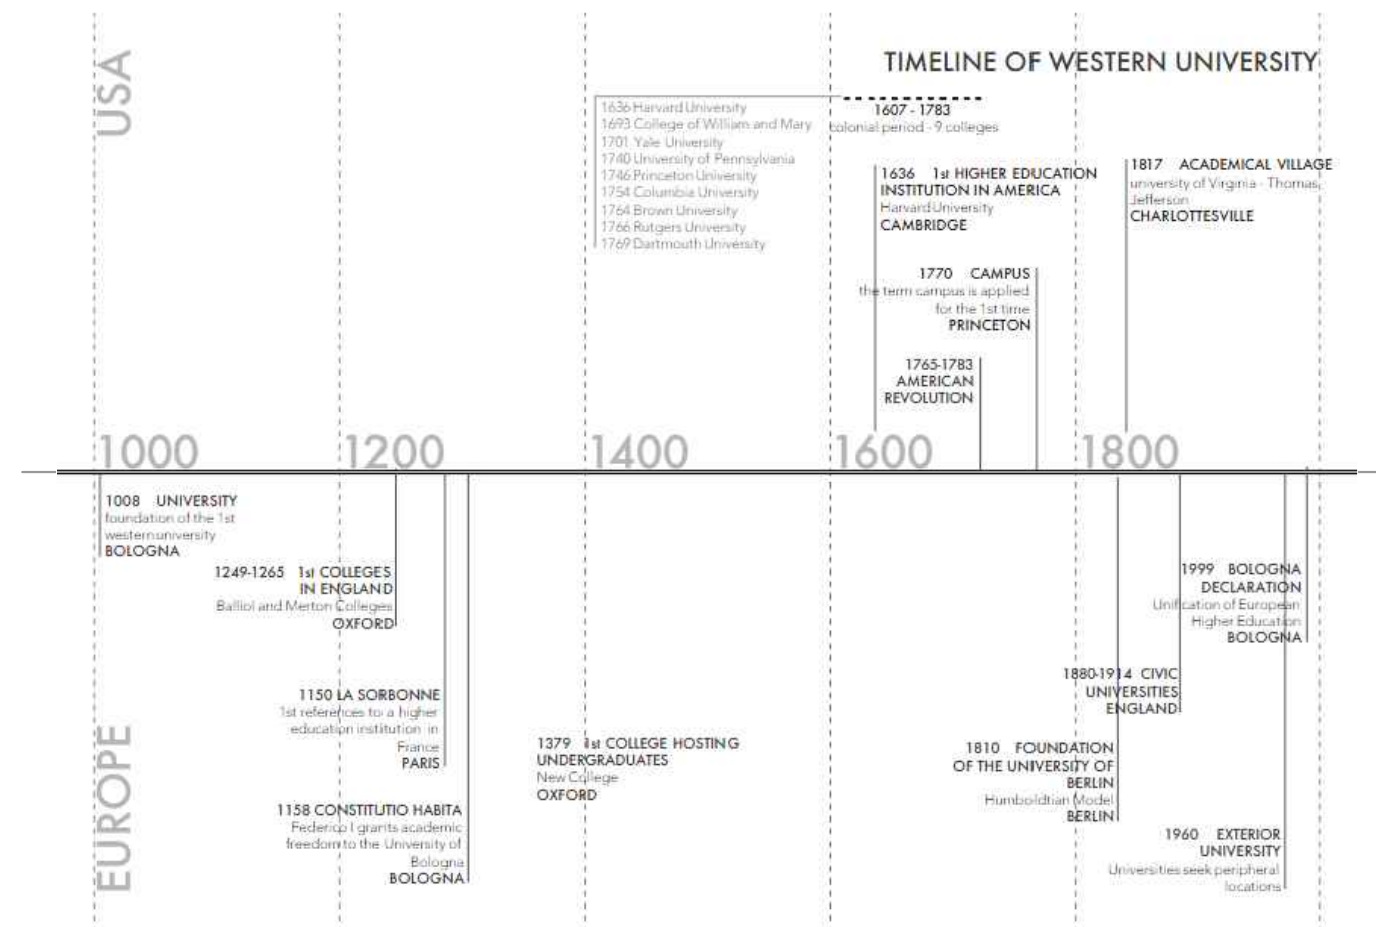 USA
TIMELINE OF WESTERN UNIVERSITY
1636 Harvard University
1693 College of William and Mary
1701 Yale University
1740 University of Pennsylvania
1746 Princeton University
1754 Columbia University
1764 Brown University
1766 Rutgers University
1769 Dartmouth University
1607 - 1783
colonial period - 9 colleges
1636 1st HIGHER EDUCATION
INSTITUTION IN AMERICA
Harvard University
CAMBRIDGE
1817 ACADEMICAL VILLAGE
university of Virginia - Thomas
Jefferson
CHARLOTTESVILLE
1770 CAMPUS
the term campus is applied
for the 1st time
PRINCETON
1765-1783
AMERICAN
REVOLUTION
1000 1200 1400 1600 1800
EUROPE
1008 UNIVERSITY
foundation of the 1st
western university
BOLOGNA
1249-1265 1st COLLEGES
IN ENGLAND
Balliol and Merton Colleges
OXFORD
1150 LA SORBONNE
1st references to a higher
education institution in
France
PARIS
1158 CONSTITUTIO HABITA
Federico I grants academic
freedom to the University of
Bologna
BOLOGNA
1379 1st COLLEGE HOSTING
UNDERGRADUATES
New College
OXFORD
1999 BOLOGNA
DECLARATION
Unification of European
Higher Education
BOLOGNA
1880-1914 CIVIC
UNIVERSITIES
ENGLAND
1810 FOUNDATION
OF THE UNIVERSITY OF
BERLIN
Humboldtian Model
BERLIN
1960 EXTERIOR
UNIVERSITY
Universities seek peripheral
locations